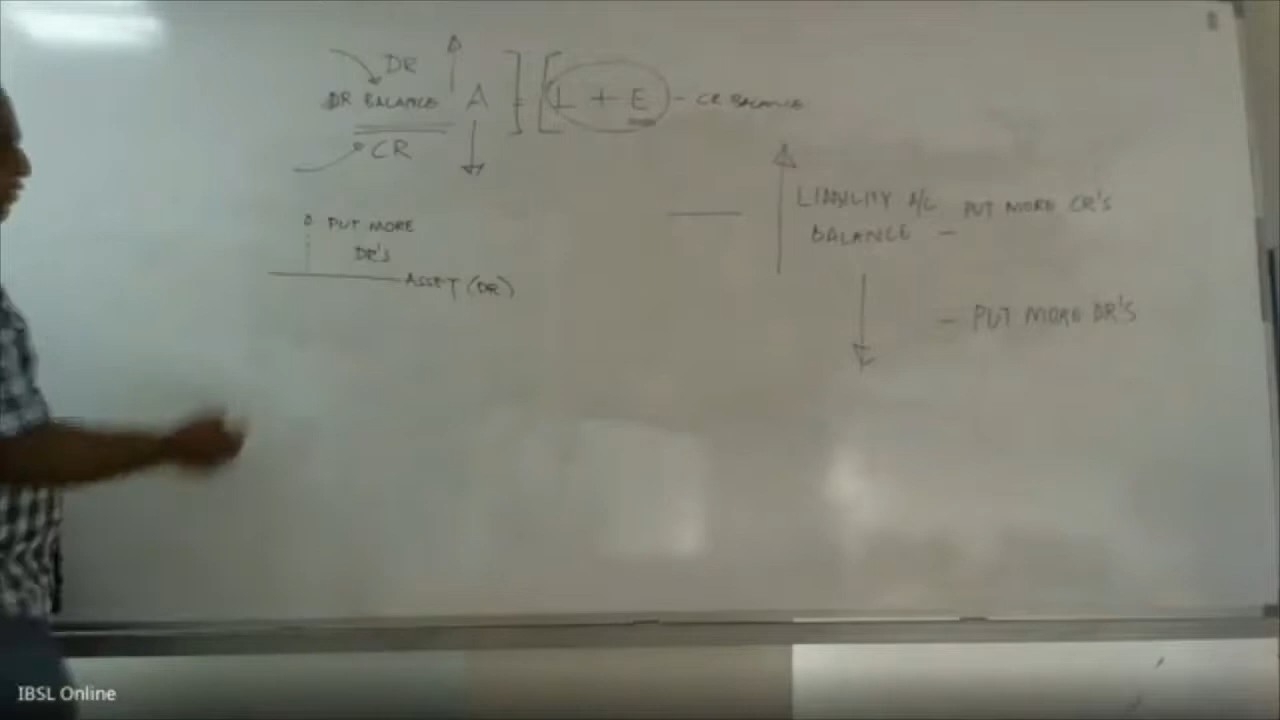 DR
DR BALANCE A ] = [ L + E - CR BALANCE
CR
PUT MORE
DR'S
ASSET (DR)
LIABILITY A/C PUT MORE CR'S
BALANCE -
- PUT MORE DR'S
IBSL Online